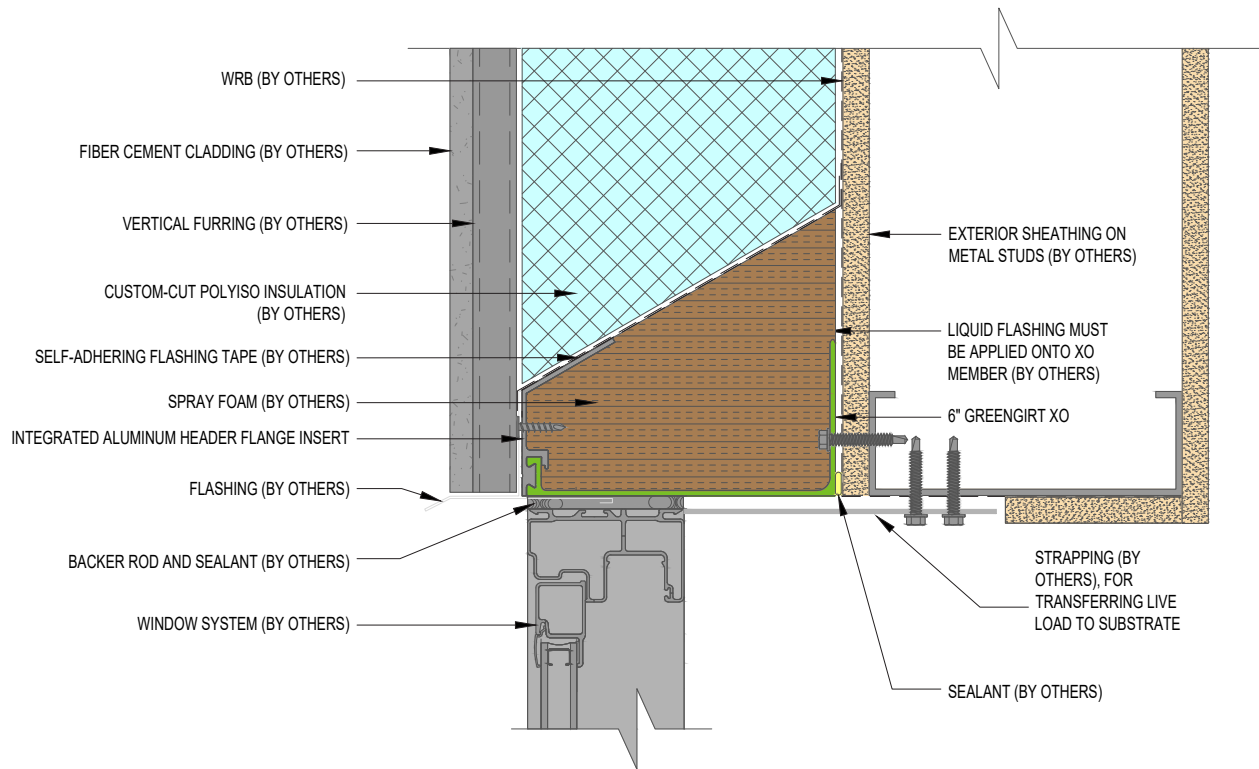 WRB (BY OTHERS)
FIBER CEMENT CLADDING (BY OTHERS)
VERTICAL FURRING (BY OTHERS)
CUSTOM-CUT POLYISO INSULATION
(BY OTHERS)
SELF-ADHERING FLASHING TAPE (BY OTHERS)
SPRAY FOAM (BY OTHERS)
INTEGRATED ALUMINUM HEADER FLANGE INSERT
FLASHING (BY OTHERS)
BACKER ROD AND SEALANT (BY OTHERS)
WINDOW SYSTEM (BY OTHERS)
EXTERIOR SHEATHING ON
METAL STUDS (BY OTHERS)
LIQUID FLASHING MUST
BE APPLIED ONTO XO
MEMBER (BY OTHERS)
6" GREENGIRT XO
STRAPPING (BY
OTHERS), FOR
TRANSFERRING LIVE
LOAD TO SUBSTRATE
SEALANT (BY OTHERS)